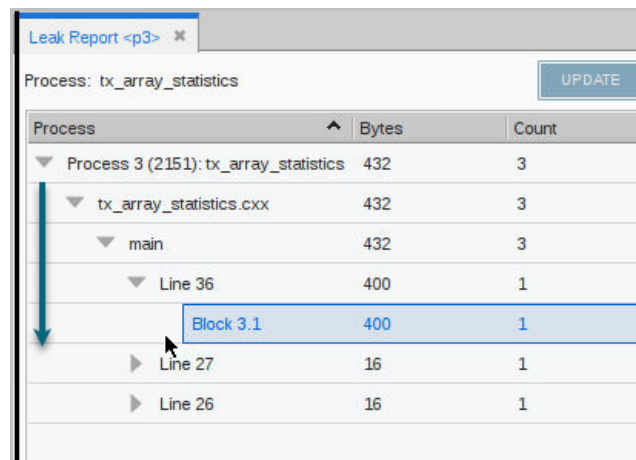 Leak Report <p3>
Process: tx_array_statistics UPDATE
Process Bytes Count
Process 3 (2151): tx_array_statistics 432 3
tx_array_statistics.cxx 432 3
main 432 3
Line 36 400 1
Block 3.1 400 1
Line 27 16 1
Line 26 16 1